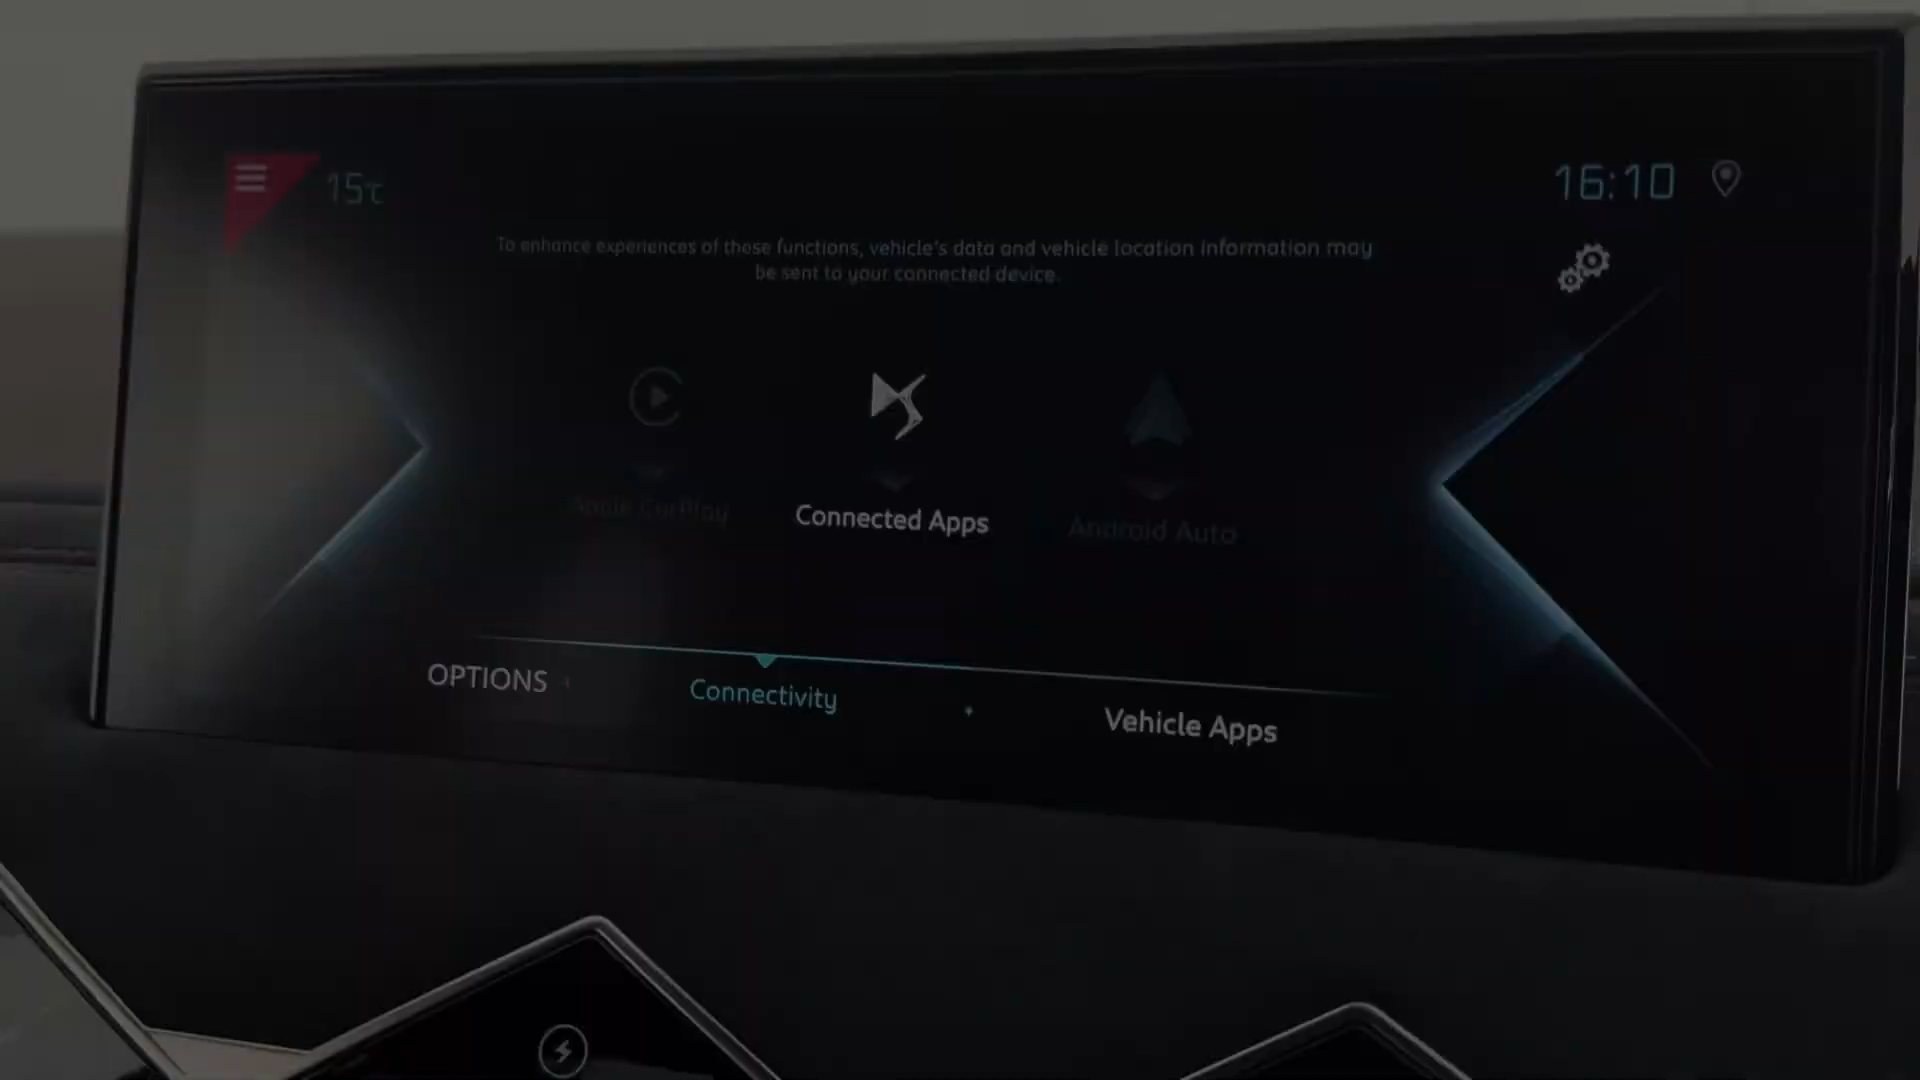 15°C
16:10
To enhance experiences of those functions, vehicle's data and vehicle location information may
be sent to your connected device.
Apple CarPlay
Connected Apps
Android Auto
OPTIONS
Connectivity
Vehicle Apps